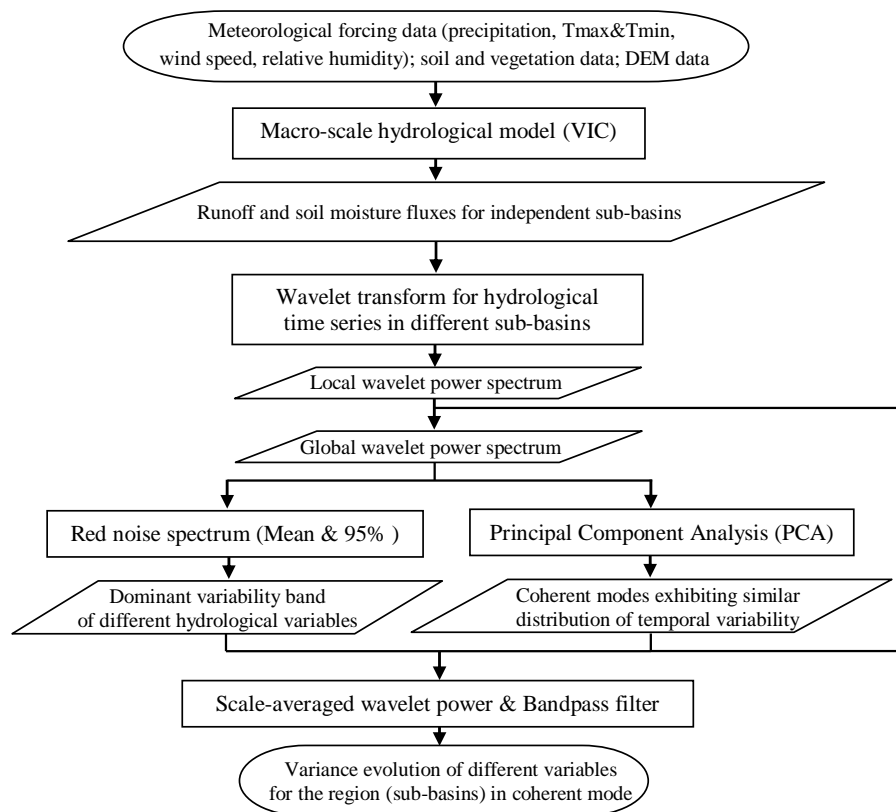 Meteorological forcing data (precipitation, Tmax&Tmin,
wind speed, relative humidity); soil and vegetation data; DEM data
Macro-scale hydrological model (VIC)
Runoff and soil moisture fluxes for independent sub-basins
Wavelet transform for hydrological
time series in different sub-basins
Local wavelet power spectrum
Global wavelet power spectrum
Red noise spectrum (Mean & 95% )
Principal Component Analysis (PCA)
Dominant variability band
of different hydrological variables
Coherent modes exhibiting similar
distribution of temporal variability
Scale-averaged wavelet power & Bandpass filter
Variance evolution of different variables
for the region (sub-basins) in coherent mode